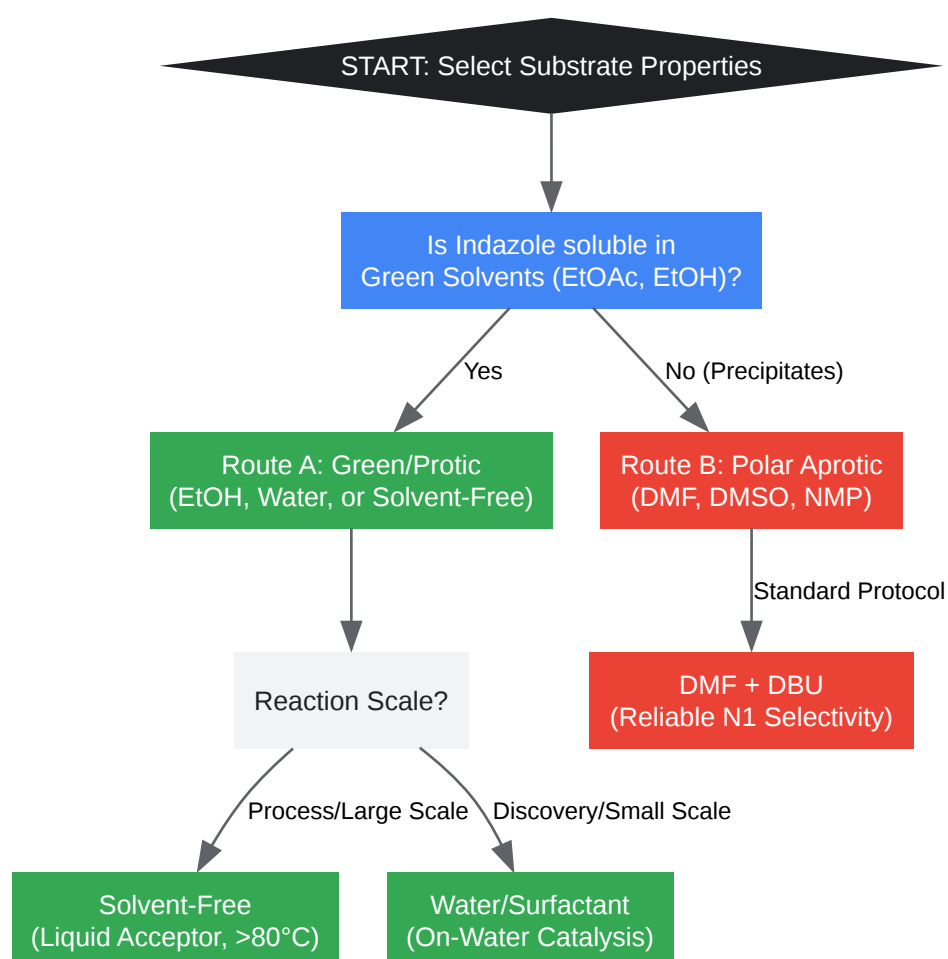 START: Select Substrate Properties
Is Indazole soluble in
Green Solvents (EtOAc, EtOH)?
Yes
No (Precipitates)
Route A: Green/Protic
(EtOH, Water, or Solvent-Free)
Route B: Polar Aprotic
(DMF, DMSO, NMP)
Standard Protocol
Reaction Scale?
DMF + DBU
(Reliable N1 Selectivity)
Process/Large Scale
Discovery/Small Scale
Solvent-Free
(Liquid Acceptor, >80°C)
Water/Surfactant
(On-Water Catalysis)